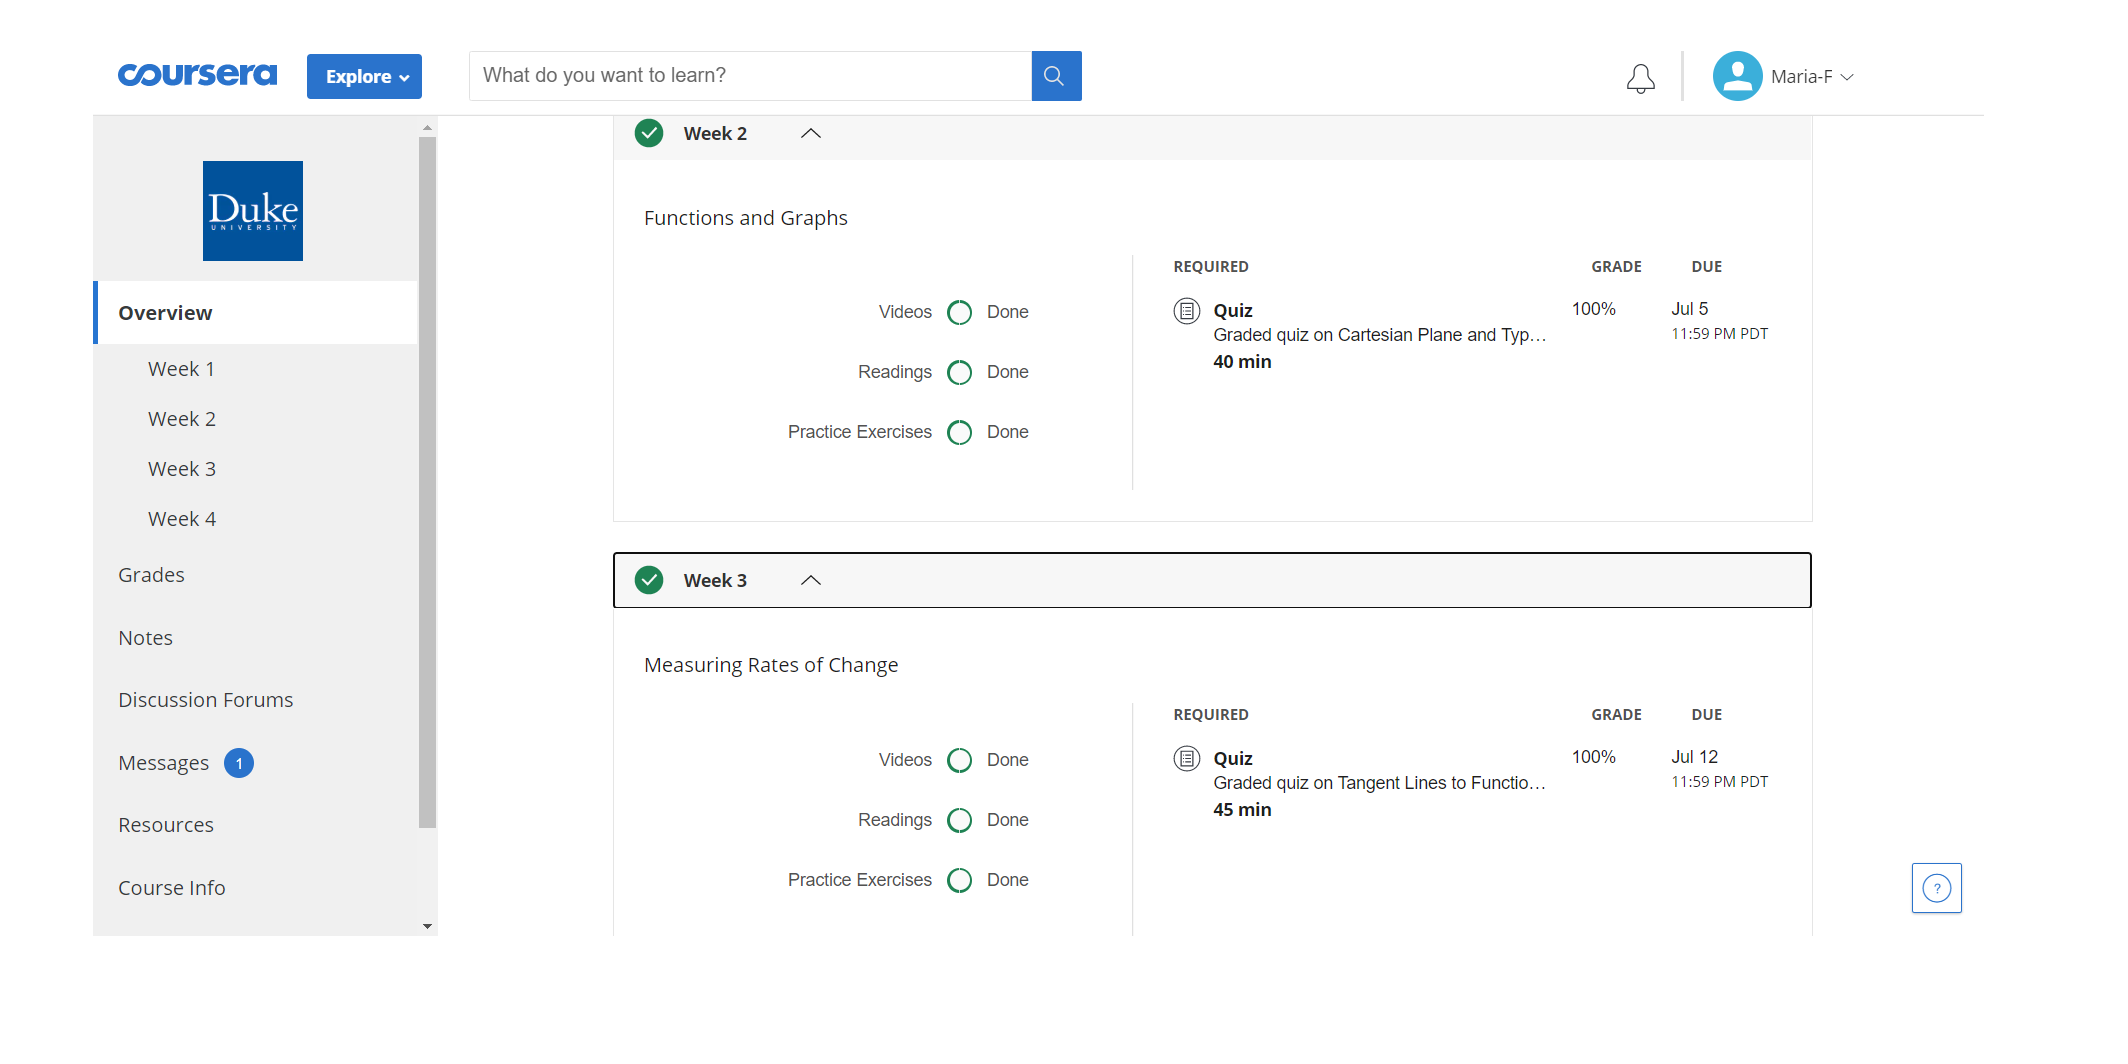 coursera
Explore
What do you want to learn?
Maria-F
Duke
UNIVERSITY
Overview
Week 1
Week 2
Week 3
Week 4
Grades
Notes
Discussion Forums
Messages 1
Resources
Course Info
Week 2
Functions and Graphs
Videos Done
Readings Done
Practice Exercises Done
REQUIRED GRADE DUE
Quiz 100% Jul 5
Graded quiz on Cartesian Plane and Typ... 11:59 PM PDT
40 min
Week 3
Measuring Rates of Change
Videos Done
Readings Done
Practice Exercises Done
REQUIRED GRADE DUE
Quiz 100% Jul 12
Graded quiz on Tangent Lines to Functio... 11:59 PM PDT
45 min
?